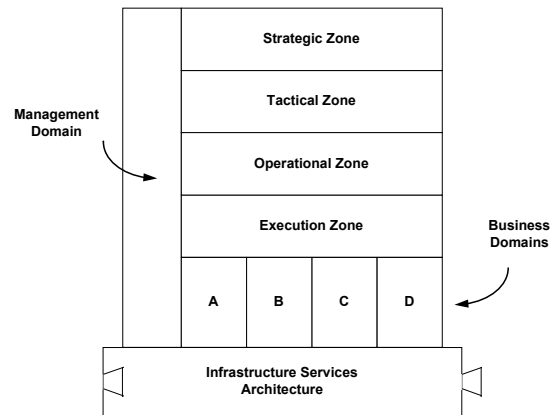 Strategic Zone
Tactical Zone
Management
Domain
Operational Zone
Execution Zone
Business
Domains
A
B
C
D
Infrastructure Services
Architecture